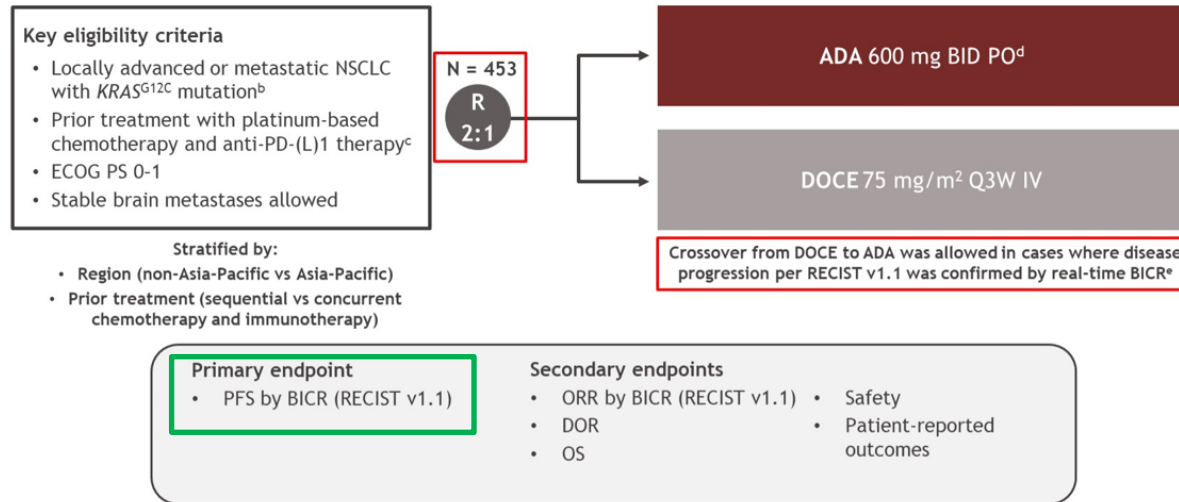 Key eligibility criteria
• Locally advanced or metastatic NSCLC
with KRASᴳ¹²ᶜ mutationᵇ
• Prior treatment with platinum-based
chemotherapy and anti-PD-(L)1 therapyᶜ
• ECOG PS 0-1
• Stable brain metastases allowed
Stratified by:
• Region (non-Asia-Pacific vs Asia-Pacific)
• Prior treatment (sequential vs concurrent
chemotherapy and immunotherapy)
N = 453
R
2:1
ADA 600 mg BID POᵈ
DOCE 75 mg/m² Q3W IV
Crossover from DOCE to ADA was allowed in cases where disease
progression per RECIST v1.1 was confirmed by real-time BICRᵉ
Primary endpoint
• PFS by BICR (RECIST v1.1)
Secondary endpoints
• ORR by BICR (RECIST v1.1)
• DOR
• OS
• Safety
• Patient-reported
outcomes